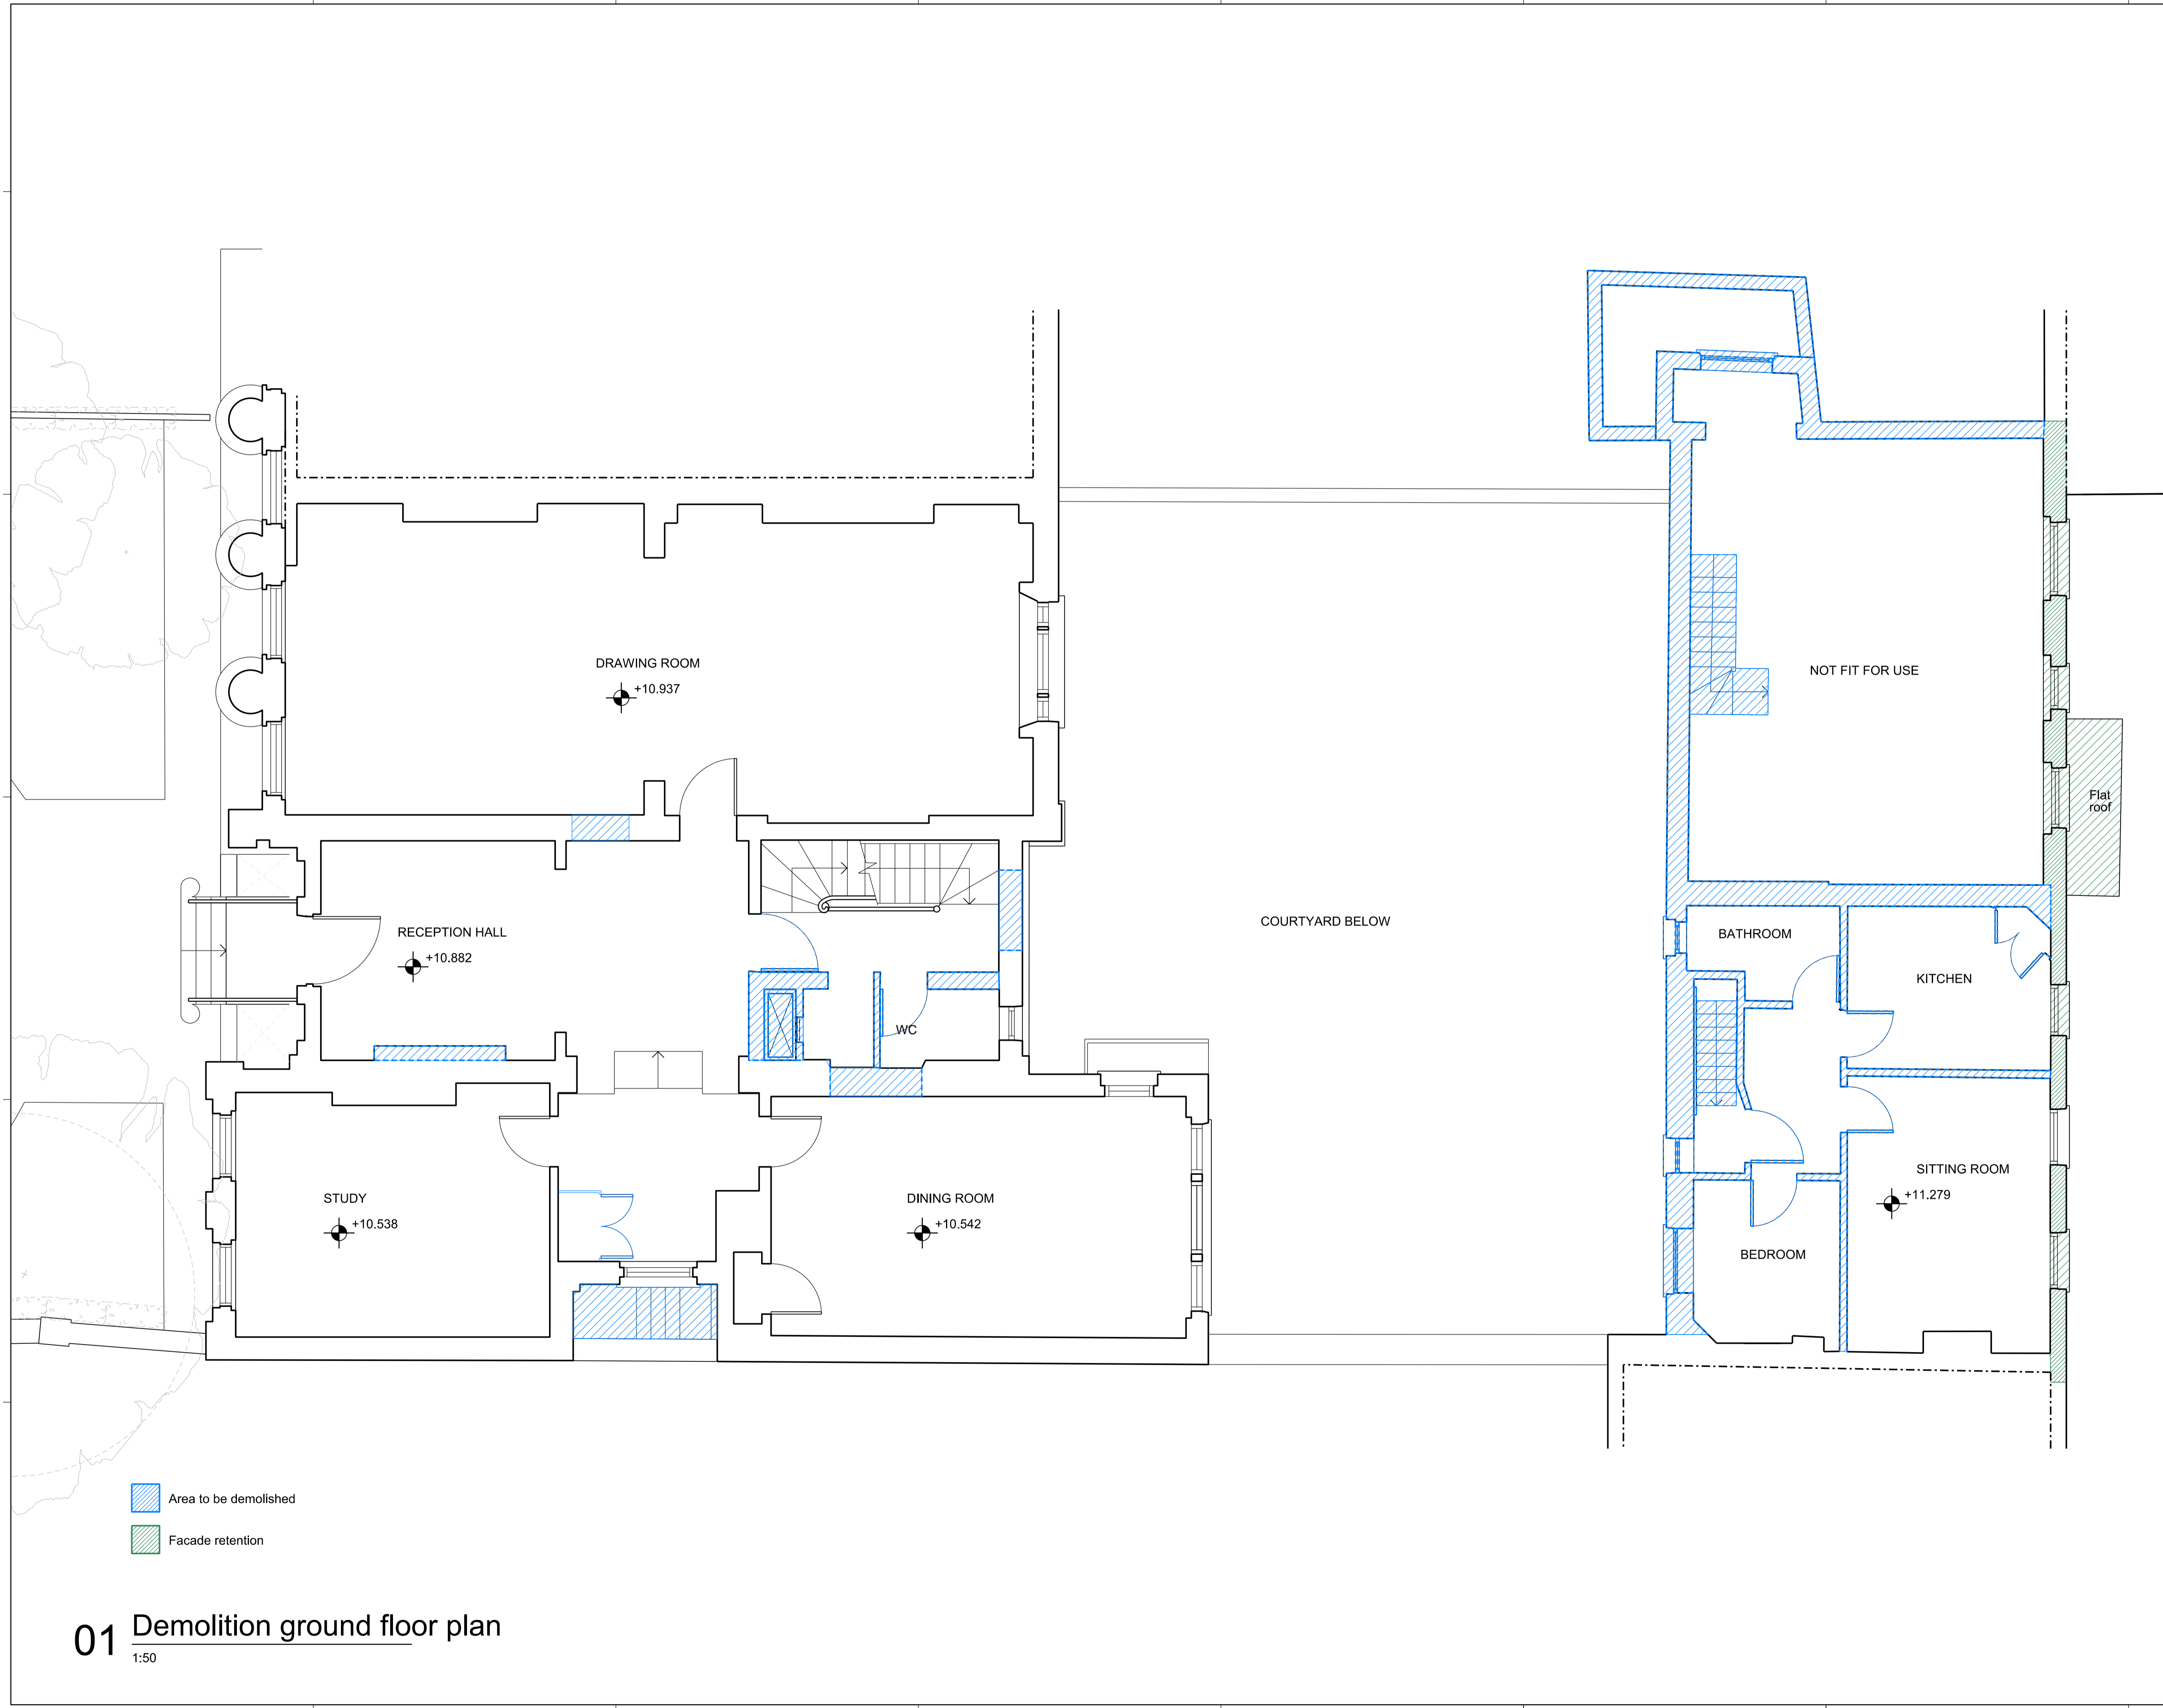 DRAWING ROOM
+10.937
NOT FIT FOR USE
Flat
roof
RECEPTION HALL
+10.882
COURTYARD BELOW
BATHROOM
KITCHEN
WC
STUDY
+10.538
DINING ROOM
+10.542
SITTING ROOM
+11.279
BEDROOM
Area to be demolished
Facade retention
01 Demolition ground floor plan
1:50